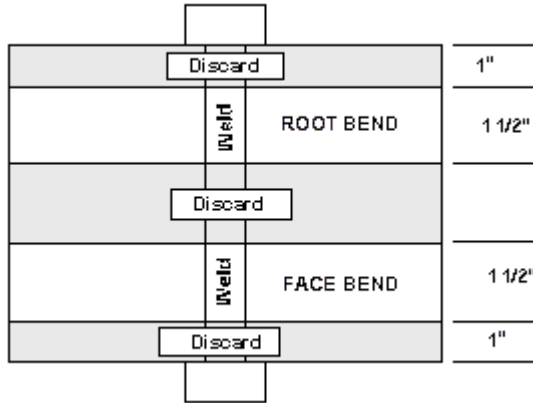 Discard 1"
Weld ROOT BEND 1 1/2"
Discard
Weld FACE BEND 1 1/2"
Discard 1"